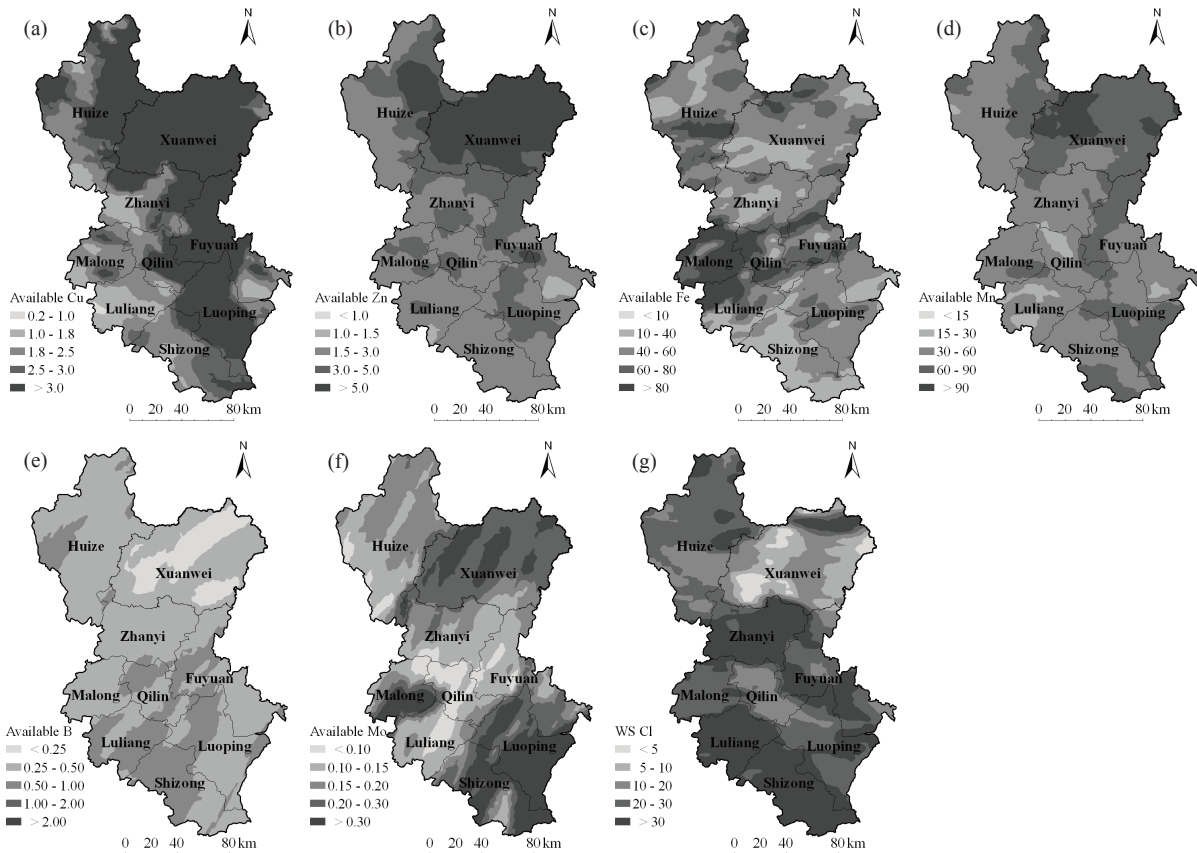 (a)
N
Huize
Xuanwei
Zhanyi
Fuyuan
Malong
Qilin
Luliang
Luoping
Shizong
Available Cu
0.2 - 1.0
1.0 - 1.8
1.8 - 2.5
2.5 - 3.0
> 3.0
0 20 40 80 km
(b)
N
Huize
Xuanwei
Zhanyi
Fuyuan
Malong
Qilin
Luliang
Luoping
Shizong
Available Zn
< 1.0
1.0 - 1.5
1.5 - 3.0
3.0 - 5.0
> 5.0
0 20 40 80 km
(c)
N
Huize
Xuanwei
Zhanyi
Fuyuan
Malong
Qilin
Luliang
Luoping
Shizong
Available Fe
< 10
10 - 40
40 - 60
60 - 80
> 80
0 20 40 80 km
(d)
N
Huize
Xuanwei
Zhanyi
Fuyuan
Malong
Qilin
Luliang
Luoping
Shizong
Available Mn
< 15
15 - 30
30 - 60
60 - 90
> 90
0 20 40 80 km
(e)
N
Huize
Xuanwei
Zhanyi
Fuyuan
Malong
Qilin
Luliang
Luoping
Shizong
Available B
< 0.25
0.25 - 0.50
0.50 - 1.00
1.00 - 2.00
> 2.00
0 20 40 80 km
(f)
N
Huize
Xuanwei
Zhanyi
Fuyuan
Malong
Qilin
Luliang
Luoping
Shizong
Available Mo
< 0.10
0.10 - 0.15
0.15 - 0.20
0.20 - 0.30
> 0.30
0 20 40 80 km
(g)
N
Huize
Xuanwei
Zhanyi
Fuyuan
Malong
Qilin
Luliang
Luoping
Shizong
WS Cl
< 5
5 - 10
10 - 20
20 - 30
> 30
0 20 40 80 km